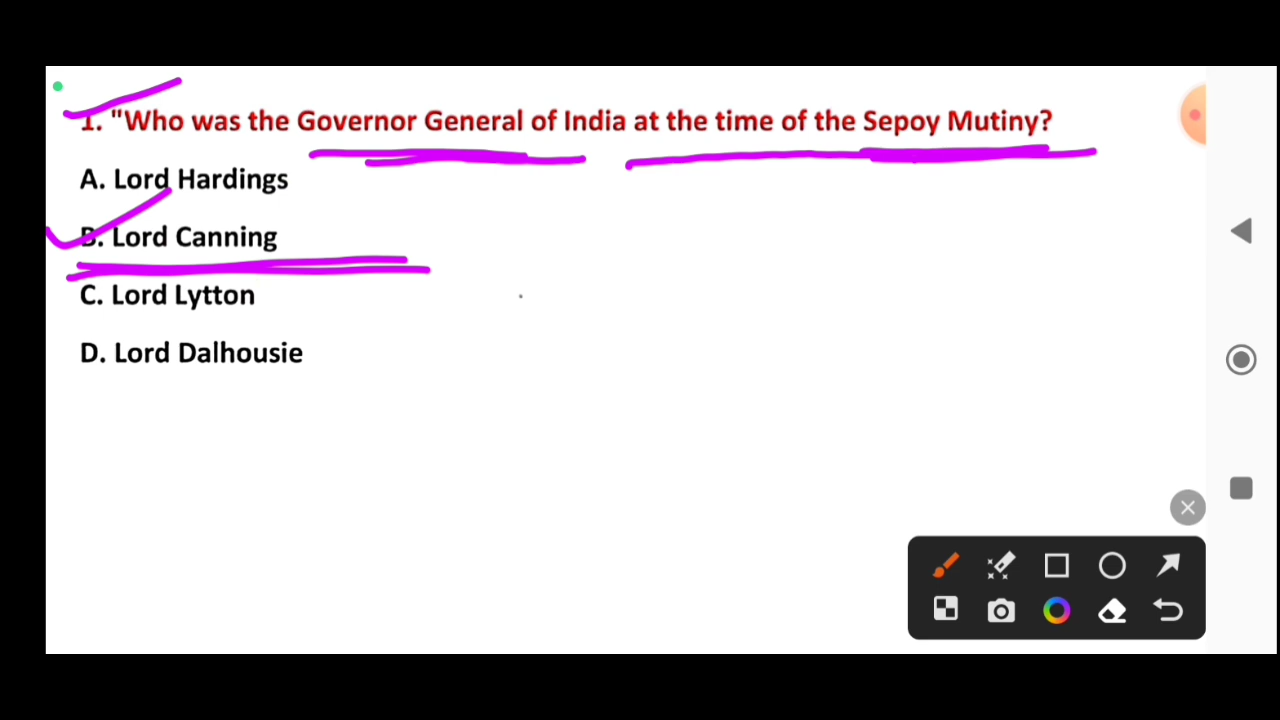 1. "Who was the Governor General of India at the time of the Sepoy Mutiny?
A. Lord Hardings
B. Lord Canning
C. Lord Lytton
D. Lord Dalhousie